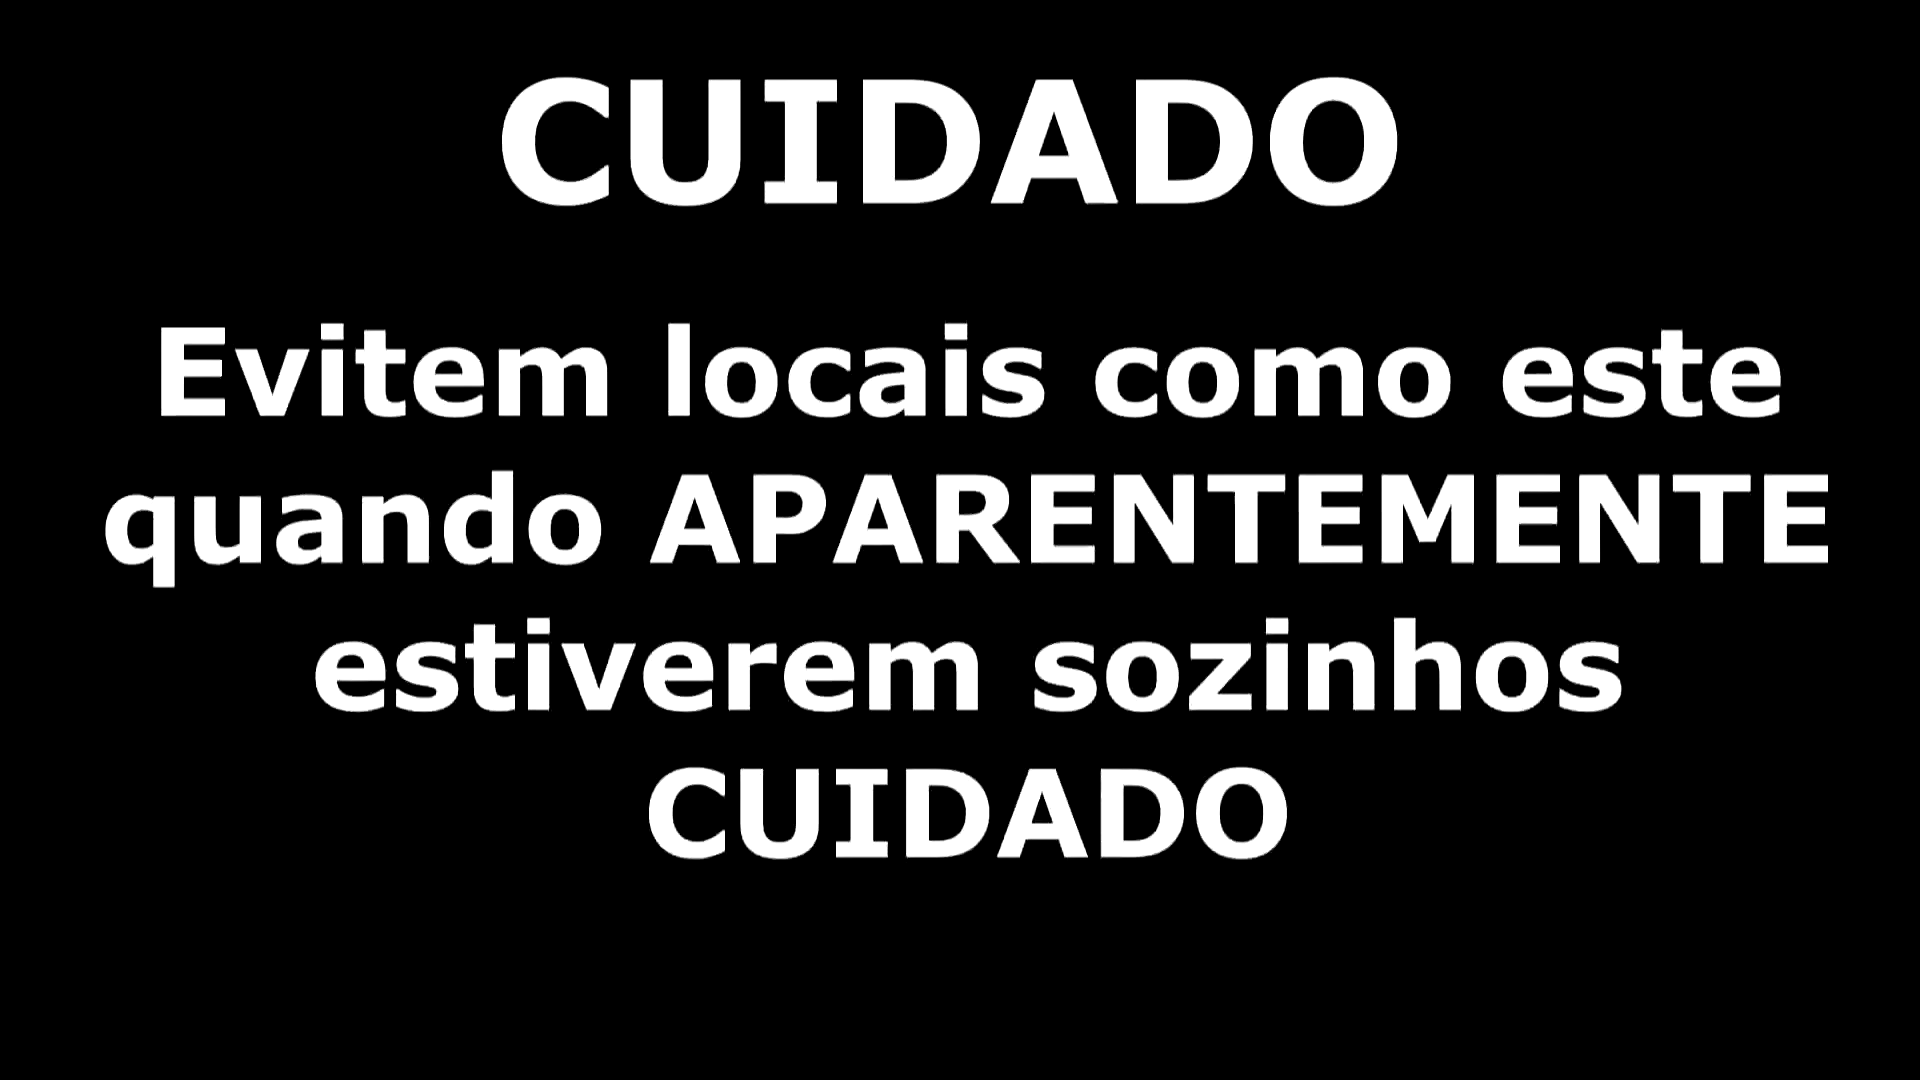 CUIDADO
Evitem locais como este
quando APARENTEMENTE
estiverem sozinhos
CUIDADO